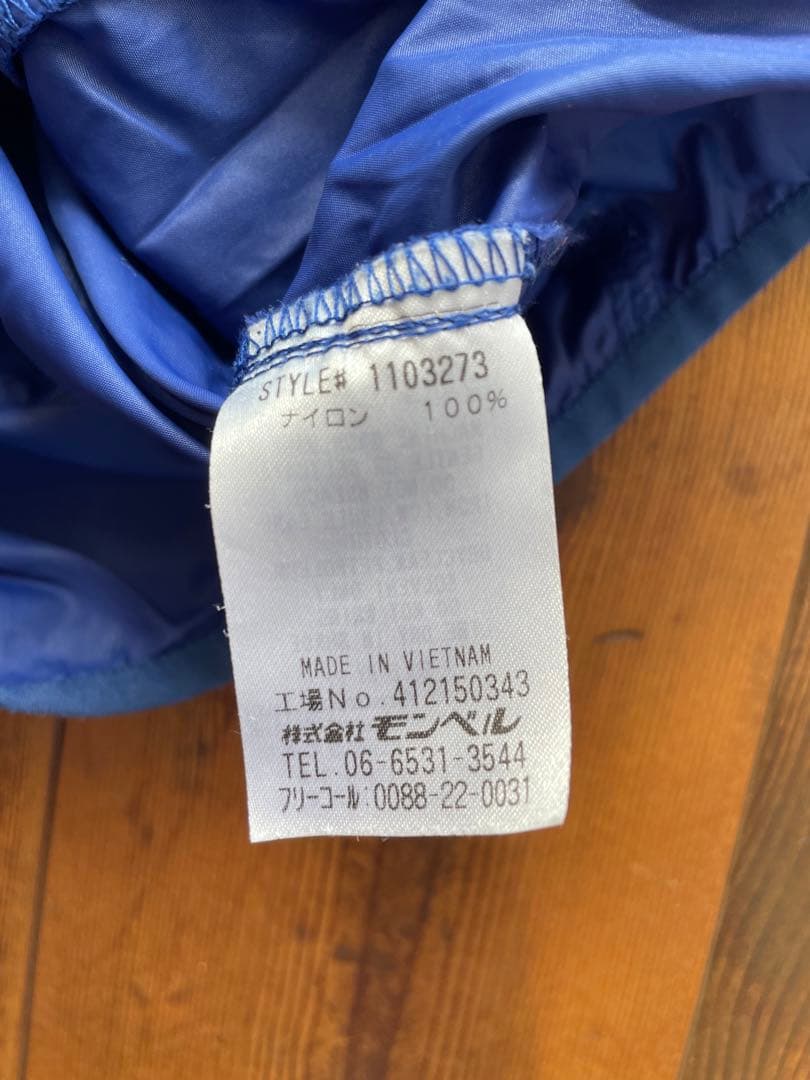 STYLE# 1103273
ナイロン 100%
MADE IN VIETNAM
工場No.412150343
株式会社モンベル
TEL.06-6531-3544
フリーコール:0088-22-0031